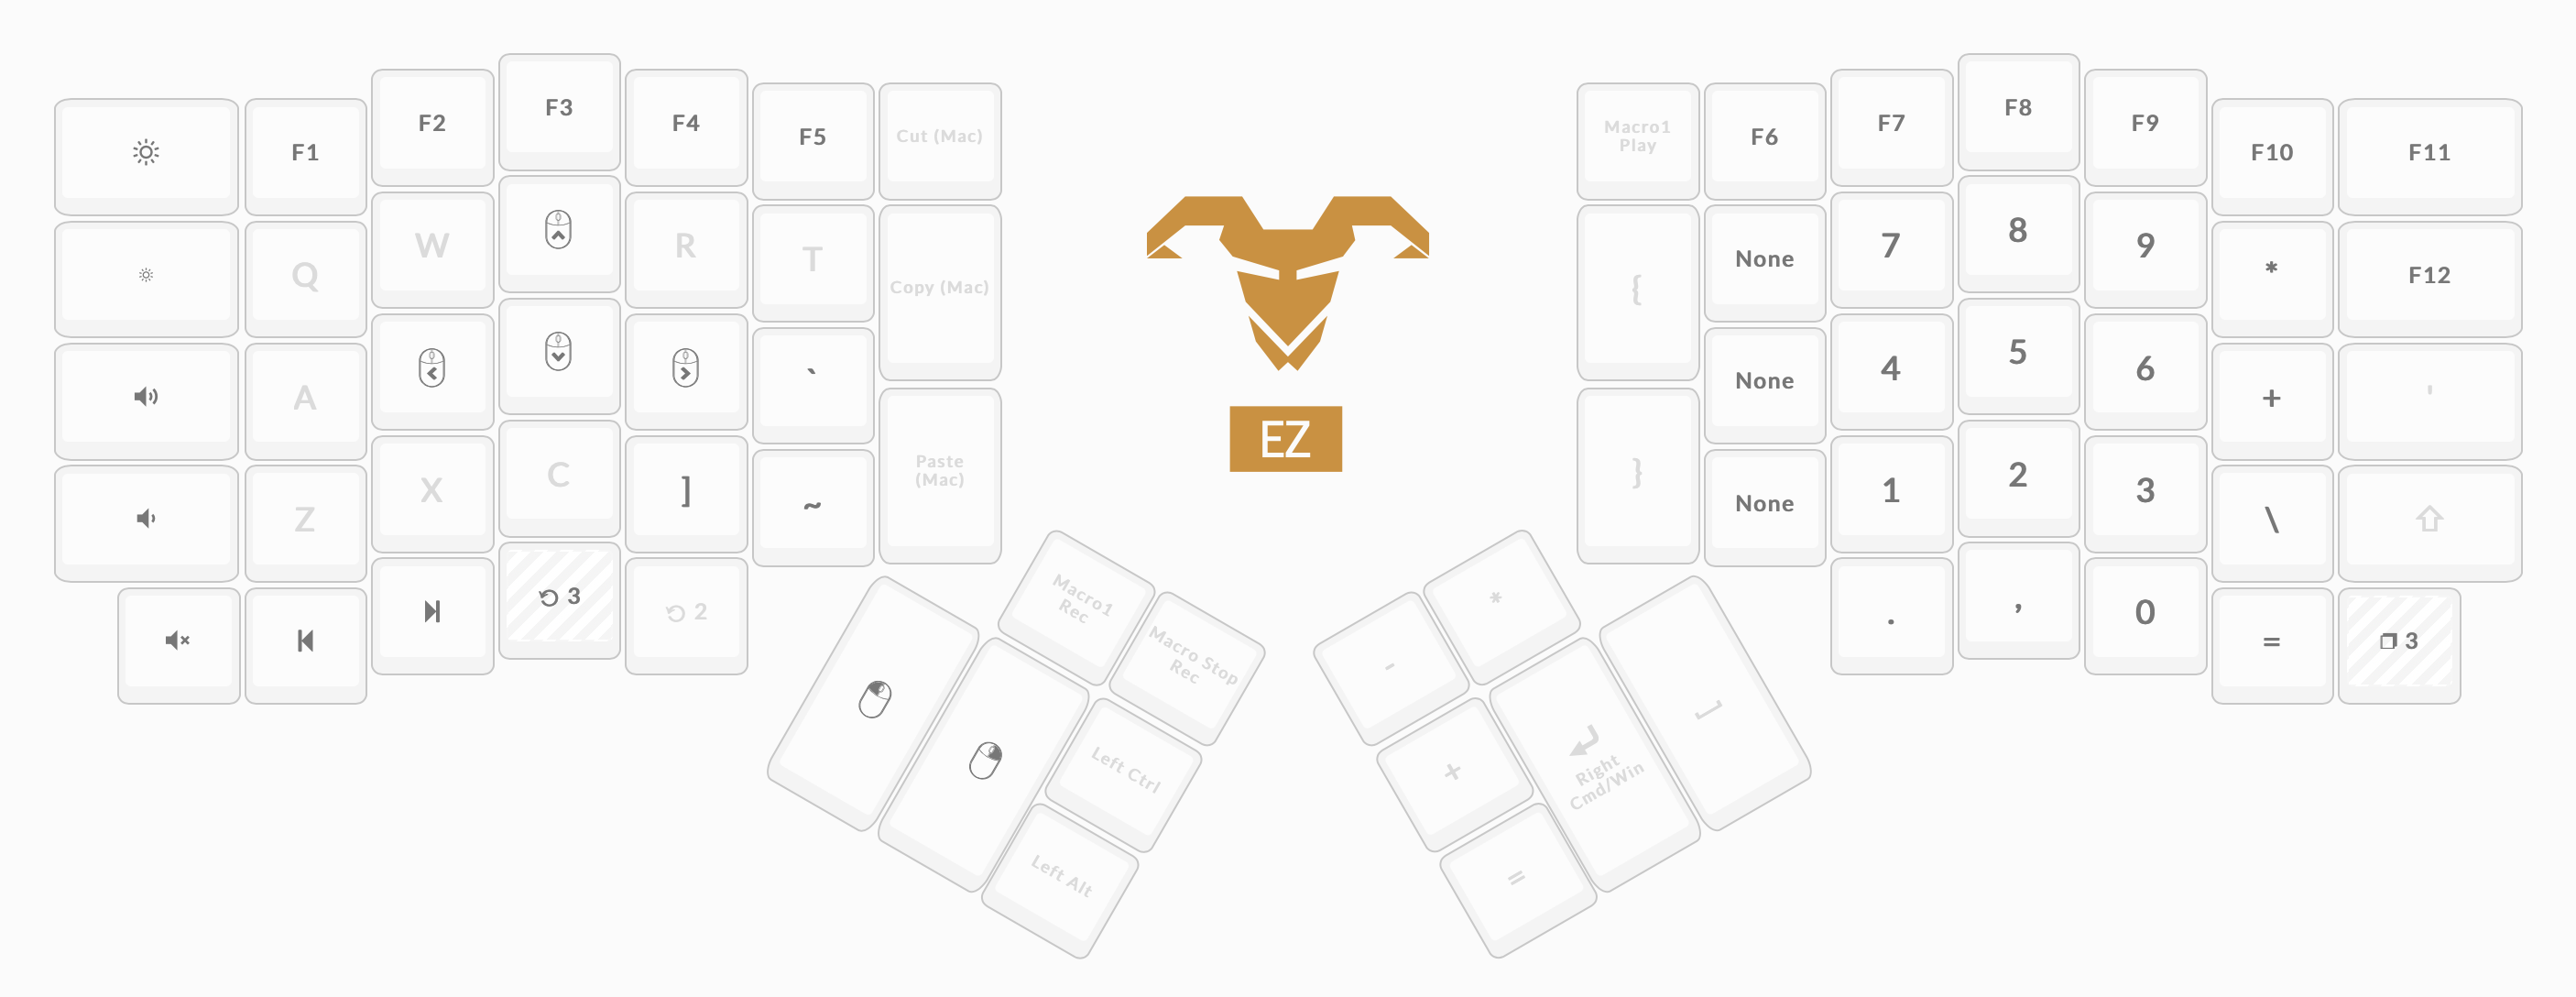 F1
F2
F3
F4
F5
Cut (Mac)
Q
W
R
T
Copy (Mac)
A
`
Z
X
C
]
~
Paste
(Mac)
3
2
Macro1
Rec
Macro Stop
Rec
Left Ctrl
Left Alt
EZ
Macro1
Play
F6
F7
F8
F9
F10
F11
{
None
7
8
9
*
F12
None
4
5
6
+
'
}
None
1
2
3
\
.
,
0
=
3
*
-
+
=
Right
Cmd/Win